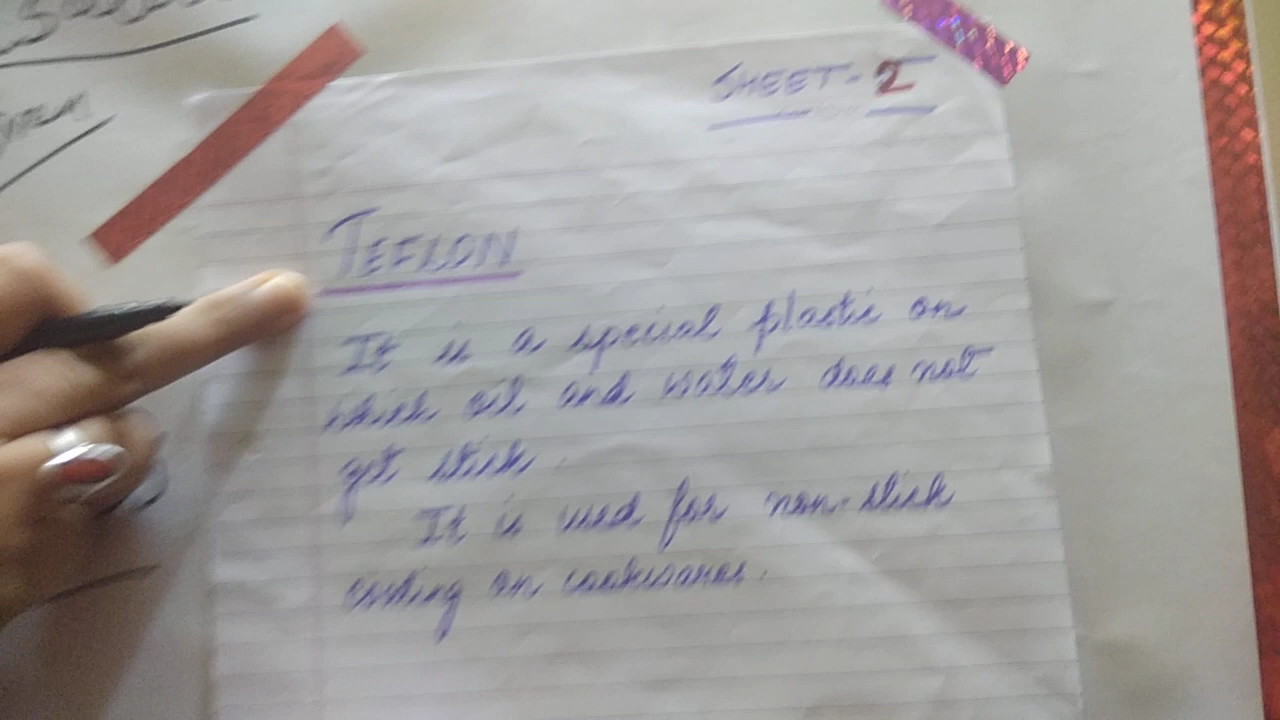 SHEET-2
TEFLON
It is a special plastic on
which oil and water does not
get stick.
It is used for non-stick
coating on cookwares.